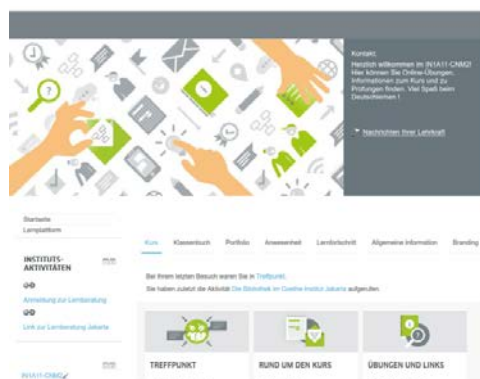 Kontakt:
Herzlich willkommen im IN1A11-CNM2!
Hier können Sie Online-Übungen,
Informationen zum Kurs und zu
Prüfungen finden. Viel Spaß beim
Deutschlernen !
Nachrichten Ihrer Lehrkraft
Startseite
Lernplattform
INSTITUTS-
AKTIVITÄTEN
Anmeldung zur Lernberatung
Link zur Lernberatung Jakarta
IN1A11-CNM2
Kurs Klassenbuch Portfolio Anwesenheit Lernfortschritt Allgemeine Information Branding
Bei Ihrem letzten Besuch waren Sie in Treffpunkt.
Sie haben zuletzt die Aktivität Die Bibliothek im Goethe-Institut Jakarta aufgerufen.
TREFFPUNKT
RUND UM DEN KURS
ÜBUNGEN UND LINKS